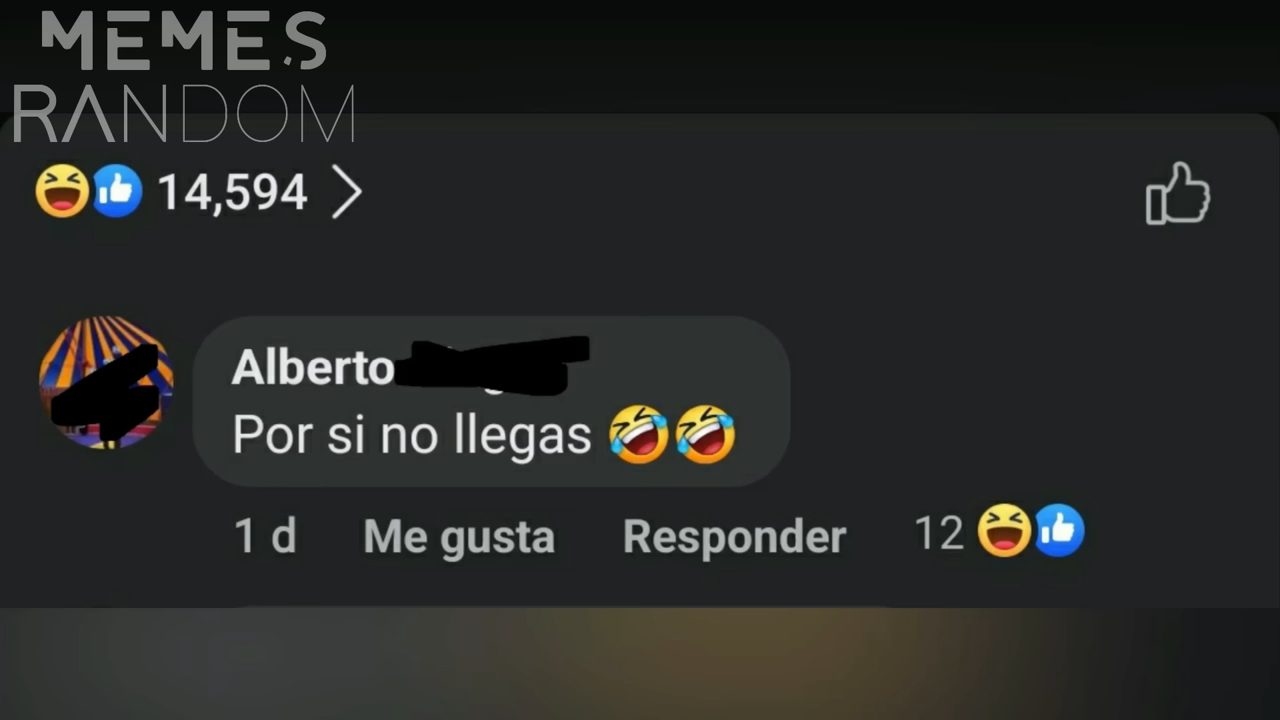 MEMES
RANDOM
14,594
Alberto
Por si no llegas 🤣🤣
1 d Me gusta Responder 12